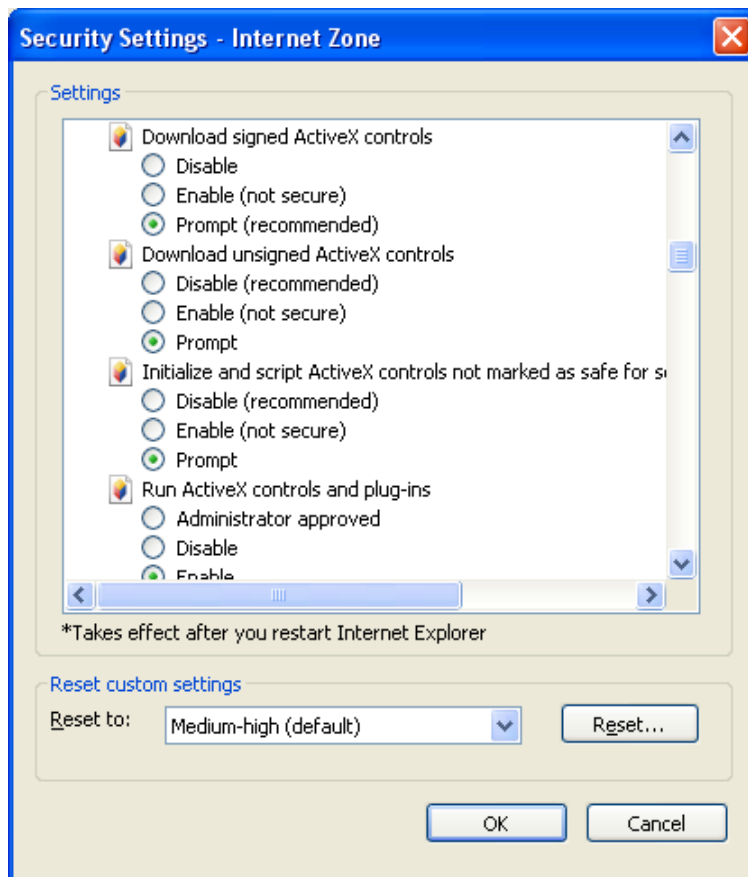 Security Settings - Internet Zone
Settings
Download signed ActiveX controls
Disable
Enable (not secure)
Prompt (recommended)
Download unsigned ActiveX controls
Disable (recommended)
Enable (not secure)
Prompt
Initialize and script ActiveX controls not marked as safe for
Disable (recommended)
Enable (not secure)
Prompt
Run ActiveX controls and plug-ins
Administrator approved
Disable
Enable
*Takes effect after you restart Internet Explorer
Reset custom settings
Reset to: Medium-high (default) Reset...
OK Cancel